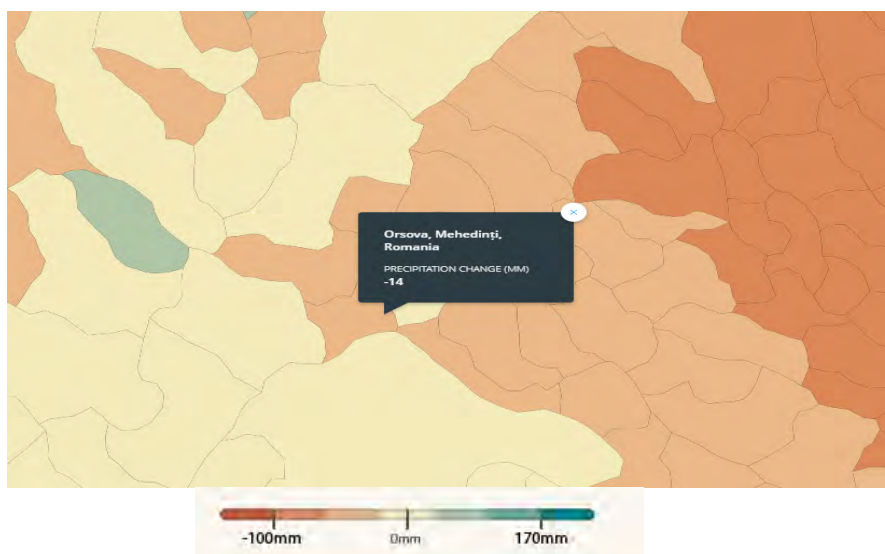 Orsova, Mehedinți,
Romania
PRECIPITATION CHANGE (MM)
-14
-100mm 0mm 170mm